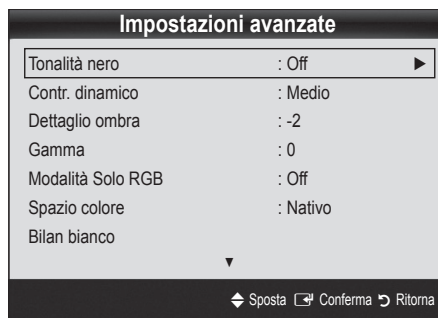 Impostazioni avanzate
Tonalità nero : Off ▶
Contr. dinamico : Medio
Dettaglio ombra : -2
Gamma : 0
Modalità Solo RGB : Off
Spazio colore : Nativo
Bilan bianco
▼
Sposta Conferma Ritorna